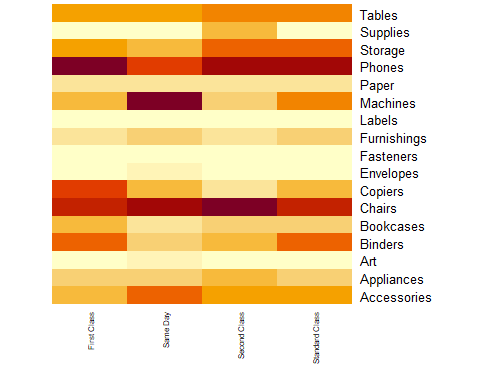 Tables
Supplies
Storage
Phones
Paper
Machines
Labels
Furnishings
Fasteners
Envelopes
Copiers
Chairs
Bookcases
Binders
Art
Appliances
Accessories
First Class
Same Day
Second Class
Standard Class